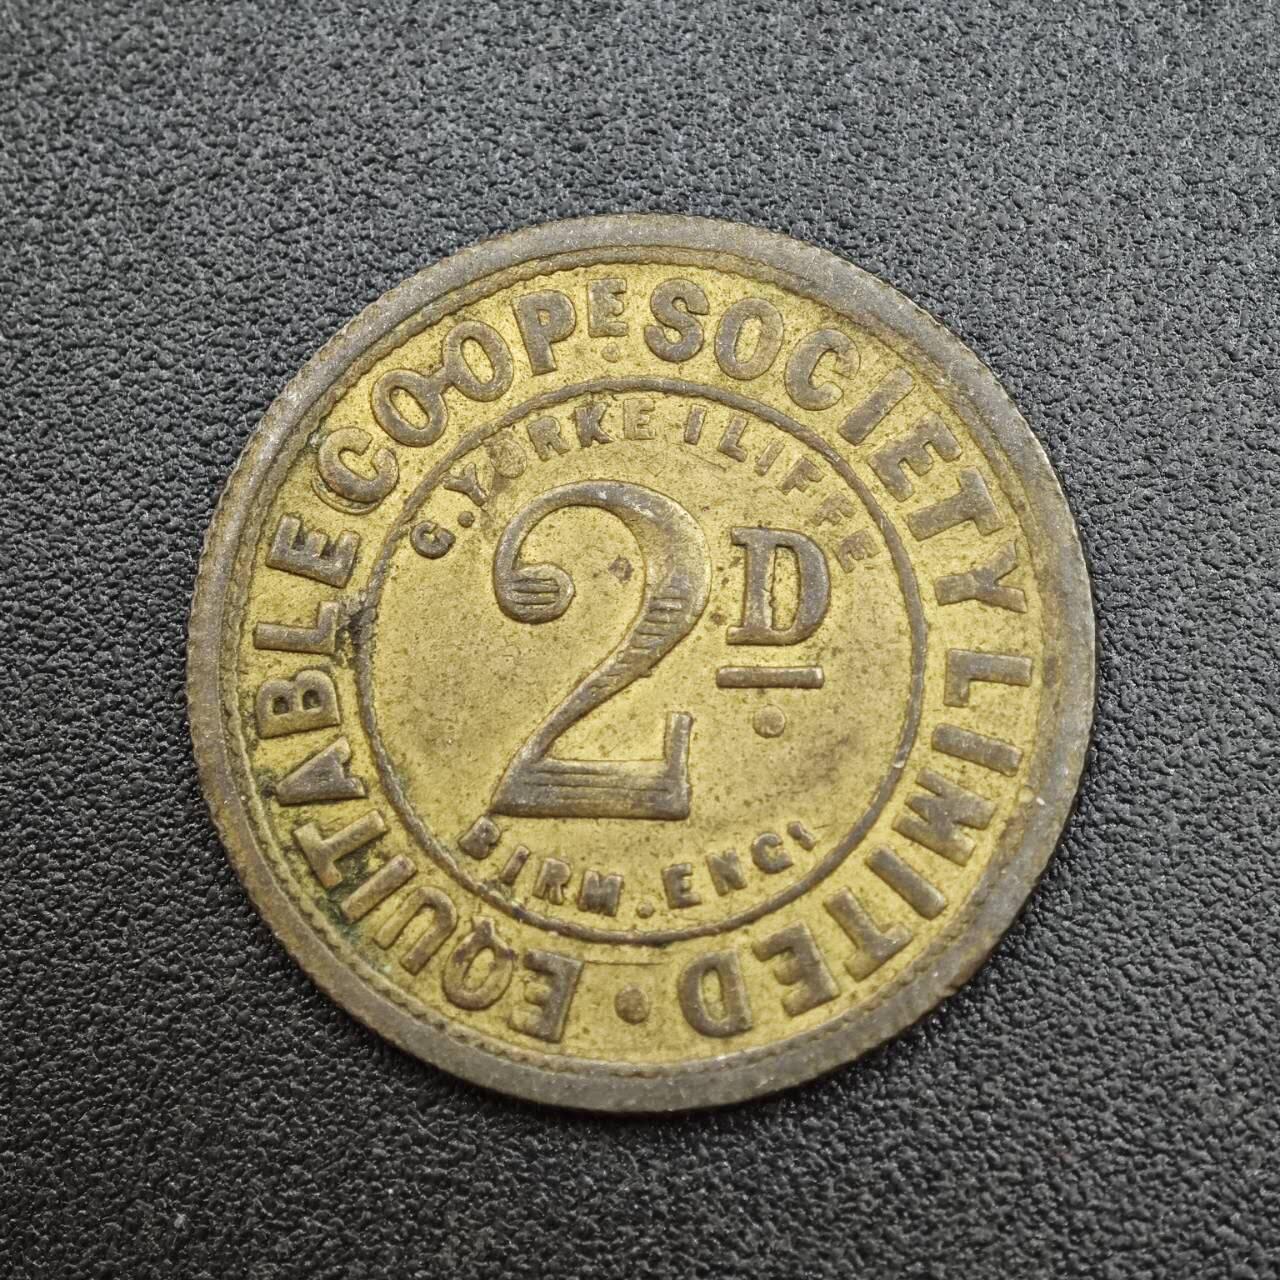 EQUITABLE CO-OPE. SOCIETY LIMITED.
G. YORKE ILIFFE
2D.
BIRM. ENG: